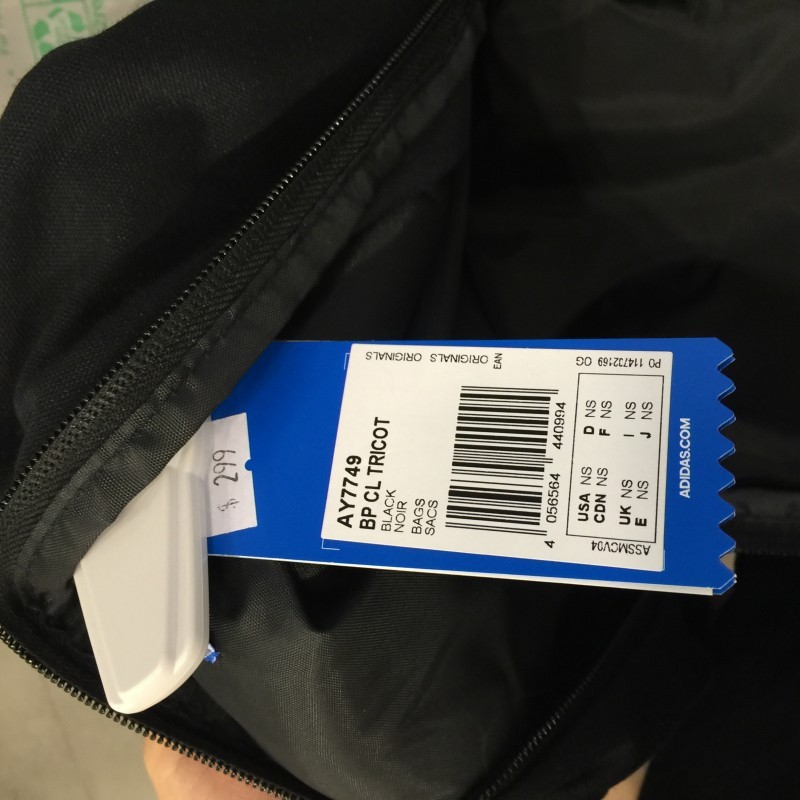 $ 299
ORIGINALS ORIGINALS ORIGINALS
AY7749
BP CL TRICOT
BLACK
NOIR
BAGS
SACS
EAN
4 056564 440994
PO 114732169 OG
USA NS D NS
CDN NS F NS
UK NS I NS
E NS J NS
ASSMCV04
ADIDAS.COM